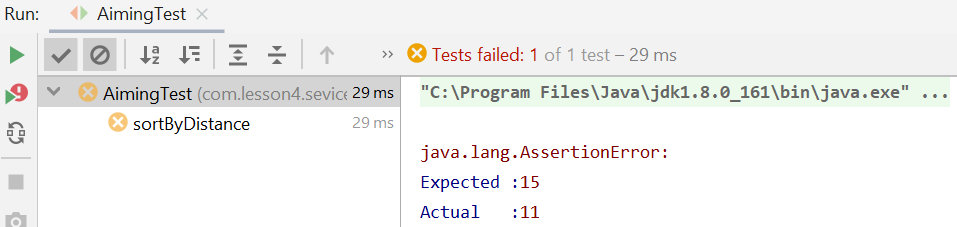 Run: AimingTest
Tests failed: 1 of 1 test – 29 ms
AimingTest (com.lesson4.sevice 29 ms
sortByDistance 29 ms
"C:\Program Files\Java\jdk1.8.0_161\bin\java.exe" ...
java.lang.AssertionError:
Expected :15
Actual :11